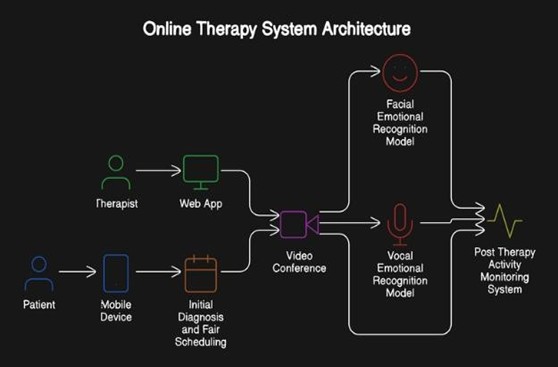 Online Therapy System Architecture
Facial
Emotional
Recognition
Model
Therapist
Web App
Video
Conference
Vocal
Emotional
Recognition
Model
Post Therapy
Activity
Monitoring
System
Patient
Mobile
Device
Initial
Diagnosis
and Fair
Scheduling